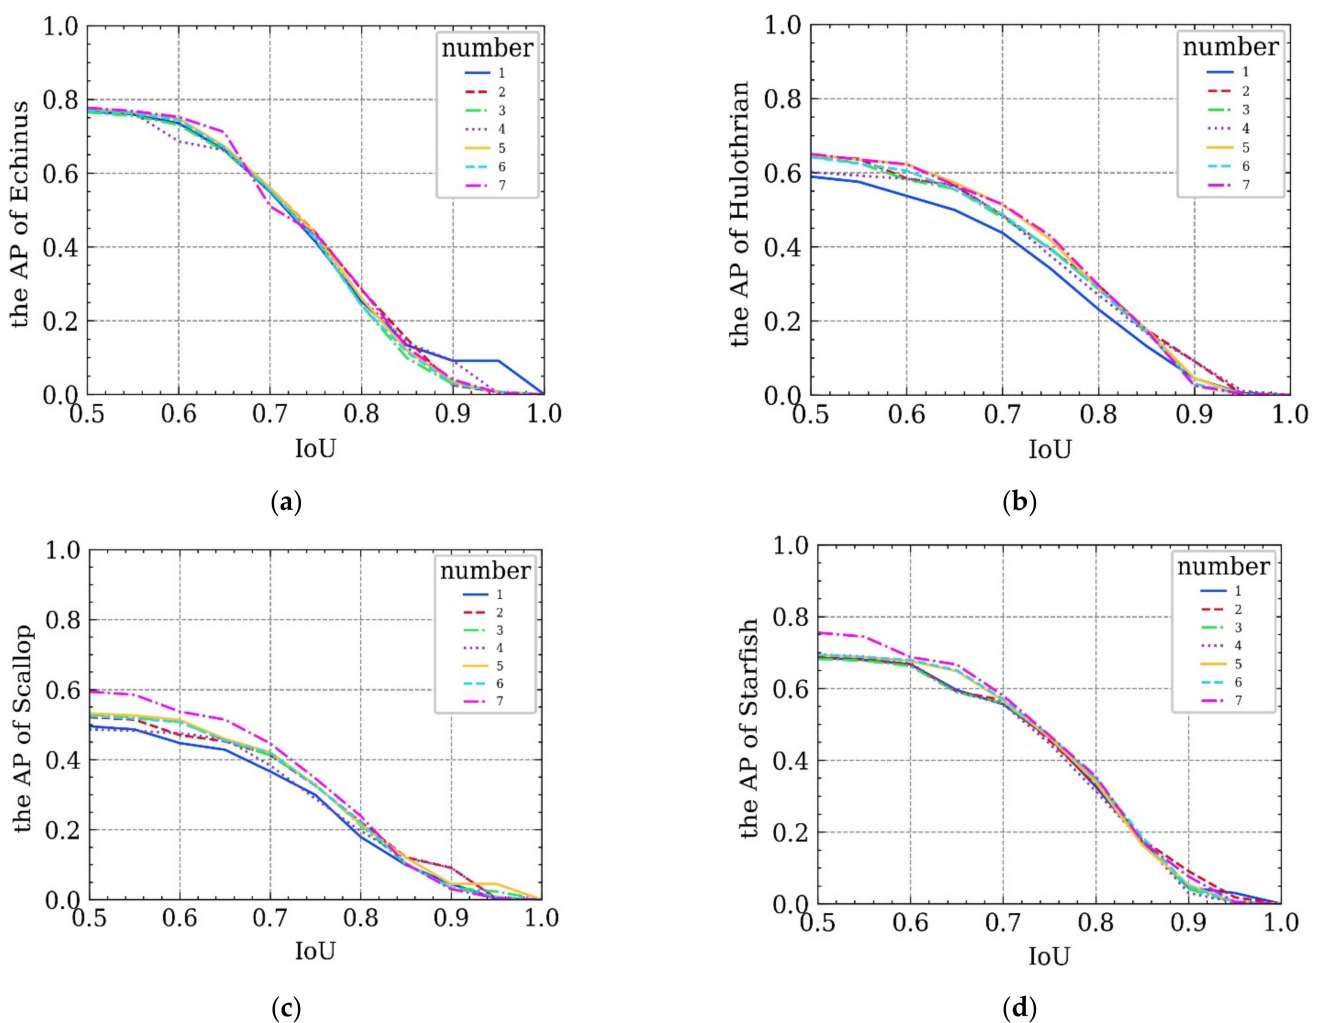 the AP of Echinus
1.0
0.8
0.6
0.4
0.2
0.0
number
1
2
3
4
5
6
7
0.5 0.6 0.7 0.8 0.9 1.0
IoU
(a)
the AP of Hulothrian
1.0
0.8
0.6
0.4
0.2
0.0
number
1
2
3
4
5
6
7
0.5 0.6 0.7 0.8 0.9 1.0
IoU
(b)
the AP of Scallop
1.0
0.8
0.6
0.4
0.2
0.0
number
1
2
3
4
5
6
7
0.5 0.6 0.7 0.8 0.9 1.0
IoU
(c)
the AP of Starfish
1.0
0.8
0.6
0.4
0.2
0.0
number
1
2
3
4
5
6
7
0.5 0.6 0.7 0.8 0.9 1.0
IoU
(d)